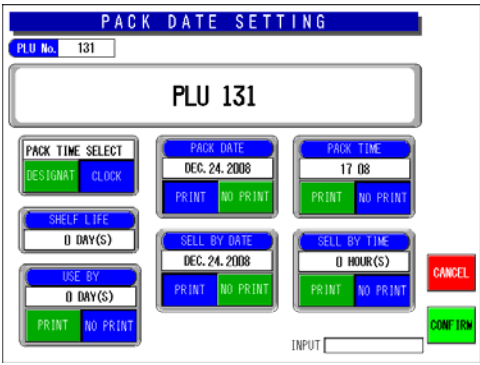 PACK DATE SETTING
PLU No. 131
PLU 131
PACK TIME SELECT
DESIGNAT CLOCK
PACK DATE
DEC.24.2008
PRINT NO PRINT
PACK TIME
17 08
PRINT NO PRINT
SHELF LIFE
0 DAY(S)
SELL BY DATE
DEC.24.2008
PRINT NO PRINT
SELL BY TIME
0 HOUR(S)
PRINT NO PRINT
USE BY
0 DAY(S)
PRINT NO PRINT
CANCEL
CONFIRM
INPUT